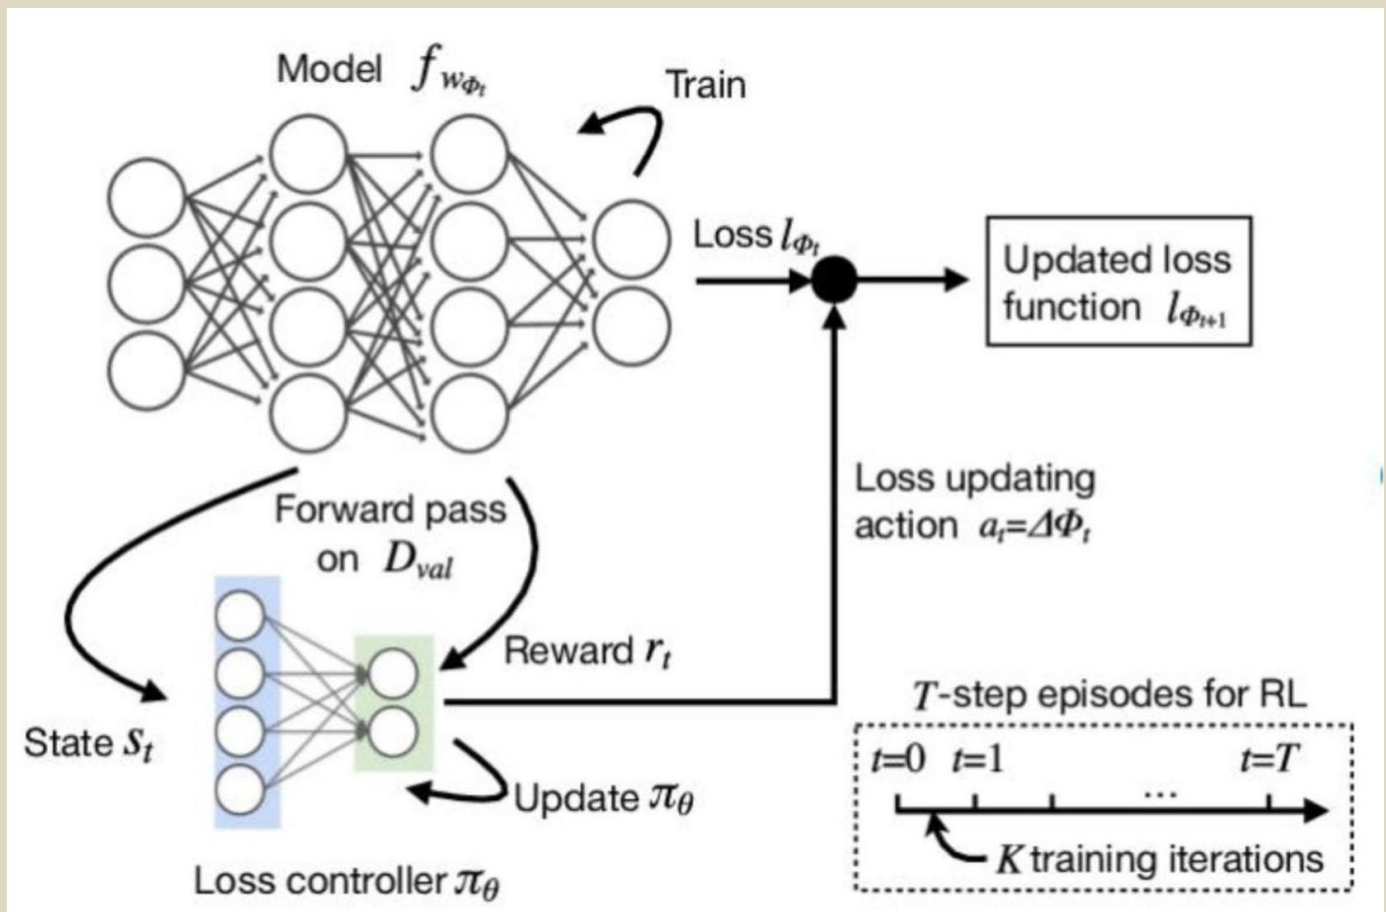 Model f_{w_{Φ_t}}
Train
Loss l_{Φ_t}
Updated loss
function l_{Φ_{t+1}}
Forward pass
on D_{val}
Loss updating
action a_t=ΔΦ_t
Reward r_t
State s_t
Update π_θ
Loss controller π_θ
T-step episodes for RL
t=0 t=1 ... t=T
K training iterations